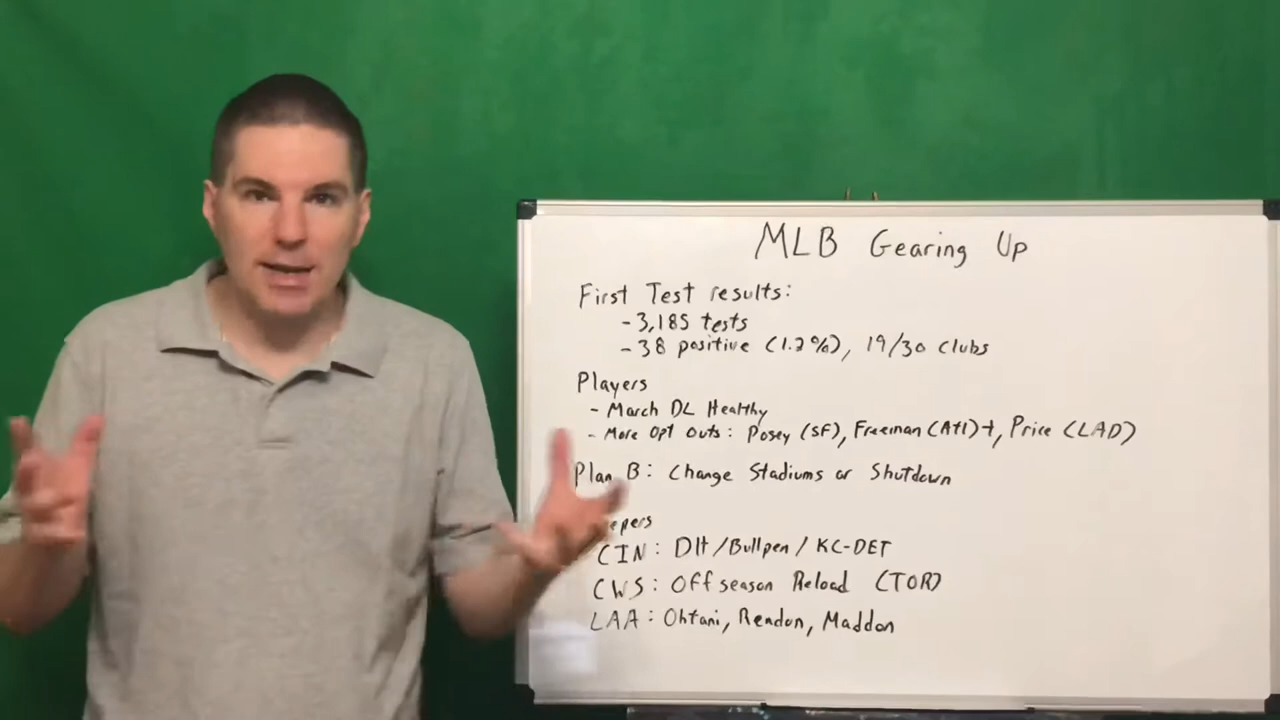 MLB Gearing Up
First Test results:
- 3,185 tests
- 38 positive (1.2%), 19/30 clubs
Players
- March DL Healthy
- More Opt Outs: Posey (SF), Freeman (Atl)+, Price (LAD)
Plan B: Change Stadiums or Shutdown
epers
CIN: DH/Bullpen/KC-DET
CWS: Offseason Reload (TOR)
LAA: Ohtani, Rendon, Maddon